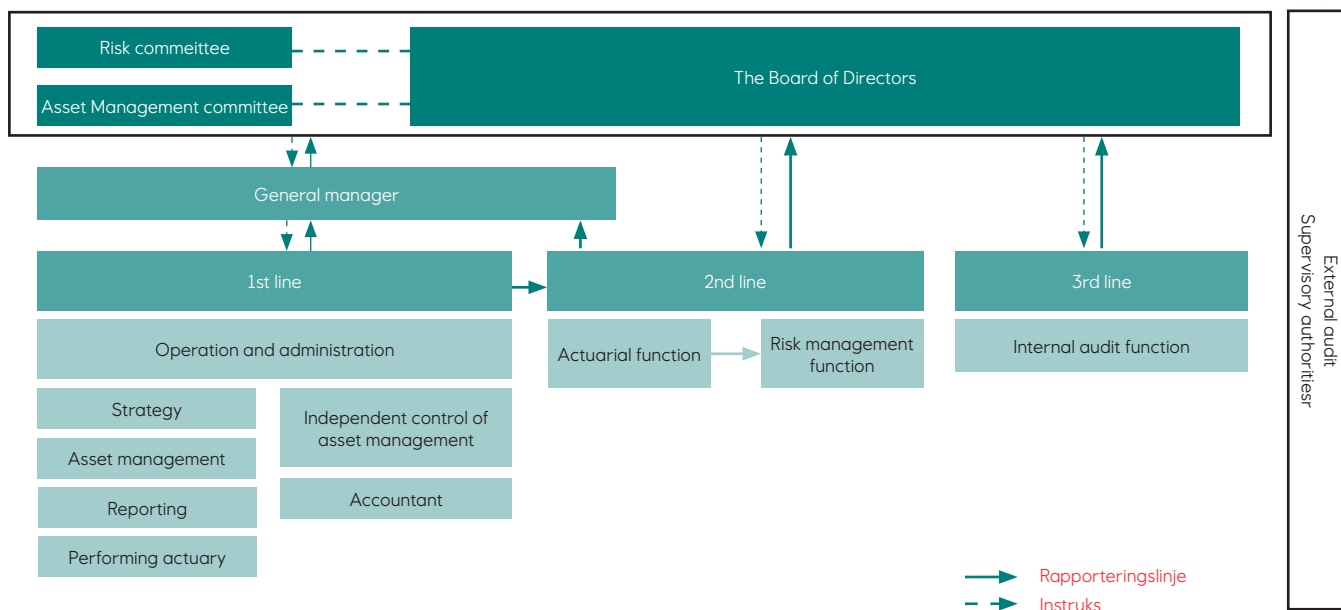 Risk commeittee
The Board of Directors
Asset Management committee
General manager
1st line
2nd line
3rd line
Operation and administration
Actuarial function
Risk management
function
Internal audit function
Strategy
Independent control of
asset management
Asset management
Reporting
Accountant
Performing actuary
External audit
Supervisory authoritiesr
Rapporteringslinje
Instruks